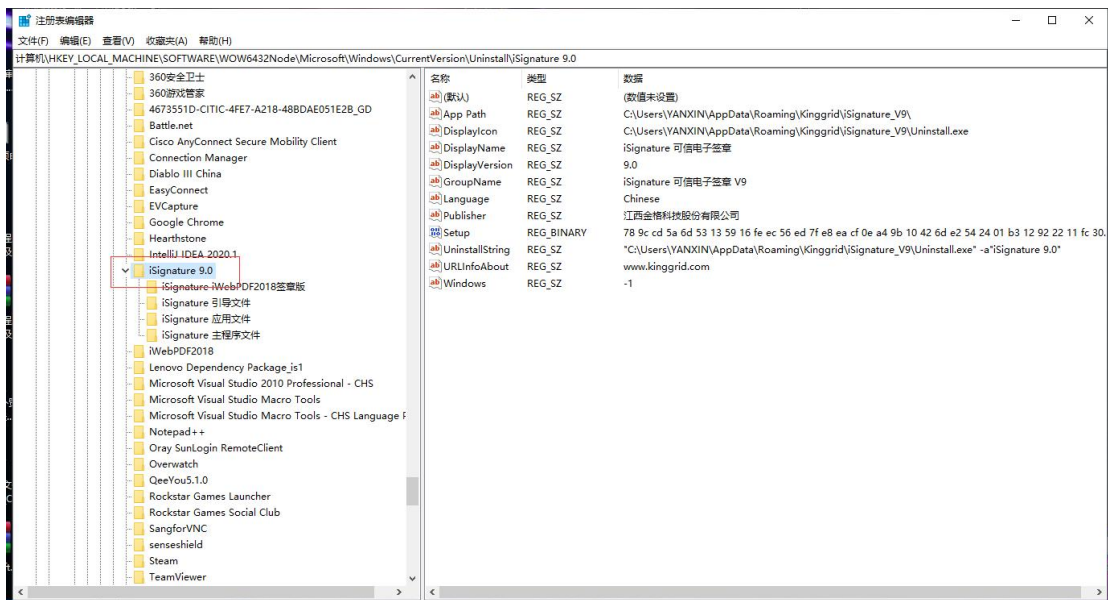 注册表编辑器
文件(F) 编辑(E) 查看(V) 收藏夹(A) 帮助(H)
计算机\HKEY_LOCAL_MACHINE\SOFTWARE\WOW6432Node\Microsoft\Windows\CurrentVersion\Uninstall\iSignature 9.0
360安全卫士
360游戏管家
4673551D-CITIC-4FE7-A218-48BDAE051E2B_GD
Battle.net
Cisco AnyConnect Secure Mobility Client
Connection Manager
Diablo III China
EasyConnect
EVCapture
Google Chrome
Hearthstone
IntelliJ IDEA 2020.1
iSignature 9.0
iSignature iWebPDF2018签章版
iSignature 引导文件
iSignature 应用文件
iSignature 主程序文件
iWebPDF2018
Lenovo Dependency Package_is1
Microsoft Visual Studio 2010 Professional - CHS
Microsoft Visual Studio Macro Tools
Microsoft Visual Studio Macro Tools - CHS Language P
Notepad++
Oray SunLogin RemoteClient
Overwatch
QeeYou5.1.0
Rockstar Games Launcher
Rockstar Games Social Club
SangforVNC
senseshield
Steam
TeamViewer
名称 类型 数据
(默认) REG_SZ (数值未设置)
App Path REG_SZ C:\Users\YANXIN\AppData\Roaming\Kinggrid\iSignature_V9\
DisplayIcon REG_SZ C:\Users\YANXIN\AppData\Roaming\Kinggrid\iSignature_V9\Uninstall.exe
DisplayName REG_SZ iSignature 可信电子签章
DisplayVersion REG_SZ 9.0
GroupName REG_SZ iSignature 可信电子签章 V9
Language REG_SZ Chinese
Publisher REG_SZ 江西金格科技股份有限公司
Setup REG_BINARY 78 9c cd 5a 6d 53 13 59 16 fe ec 56 ed 7f e8 ea cf 0e a4 9b 10 42 6d e2 54 24 01 b3 12 92 22 11 fc 30.
UninstallString REG_SZ "C:\Users\YANXIN\AppData\Roaming\Kinggrid\iSignature_V9\Uninstall.exe" -a"iSignature 9.0"
URLInfoAbout REG_SZ www.kinggrid.com
Windows REG_SZ -1